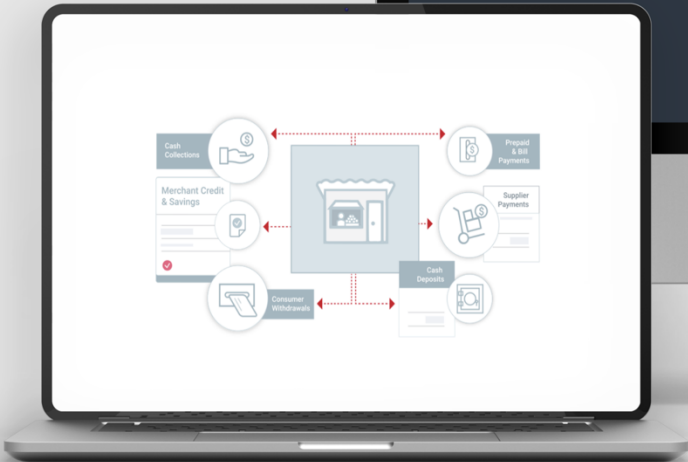 Cash
Collections
Merchant Credit
& Savings
Consumer
Withdrawals
Prepaid
& Bill
Payments
Supplier
Payments
Cash
Deposits